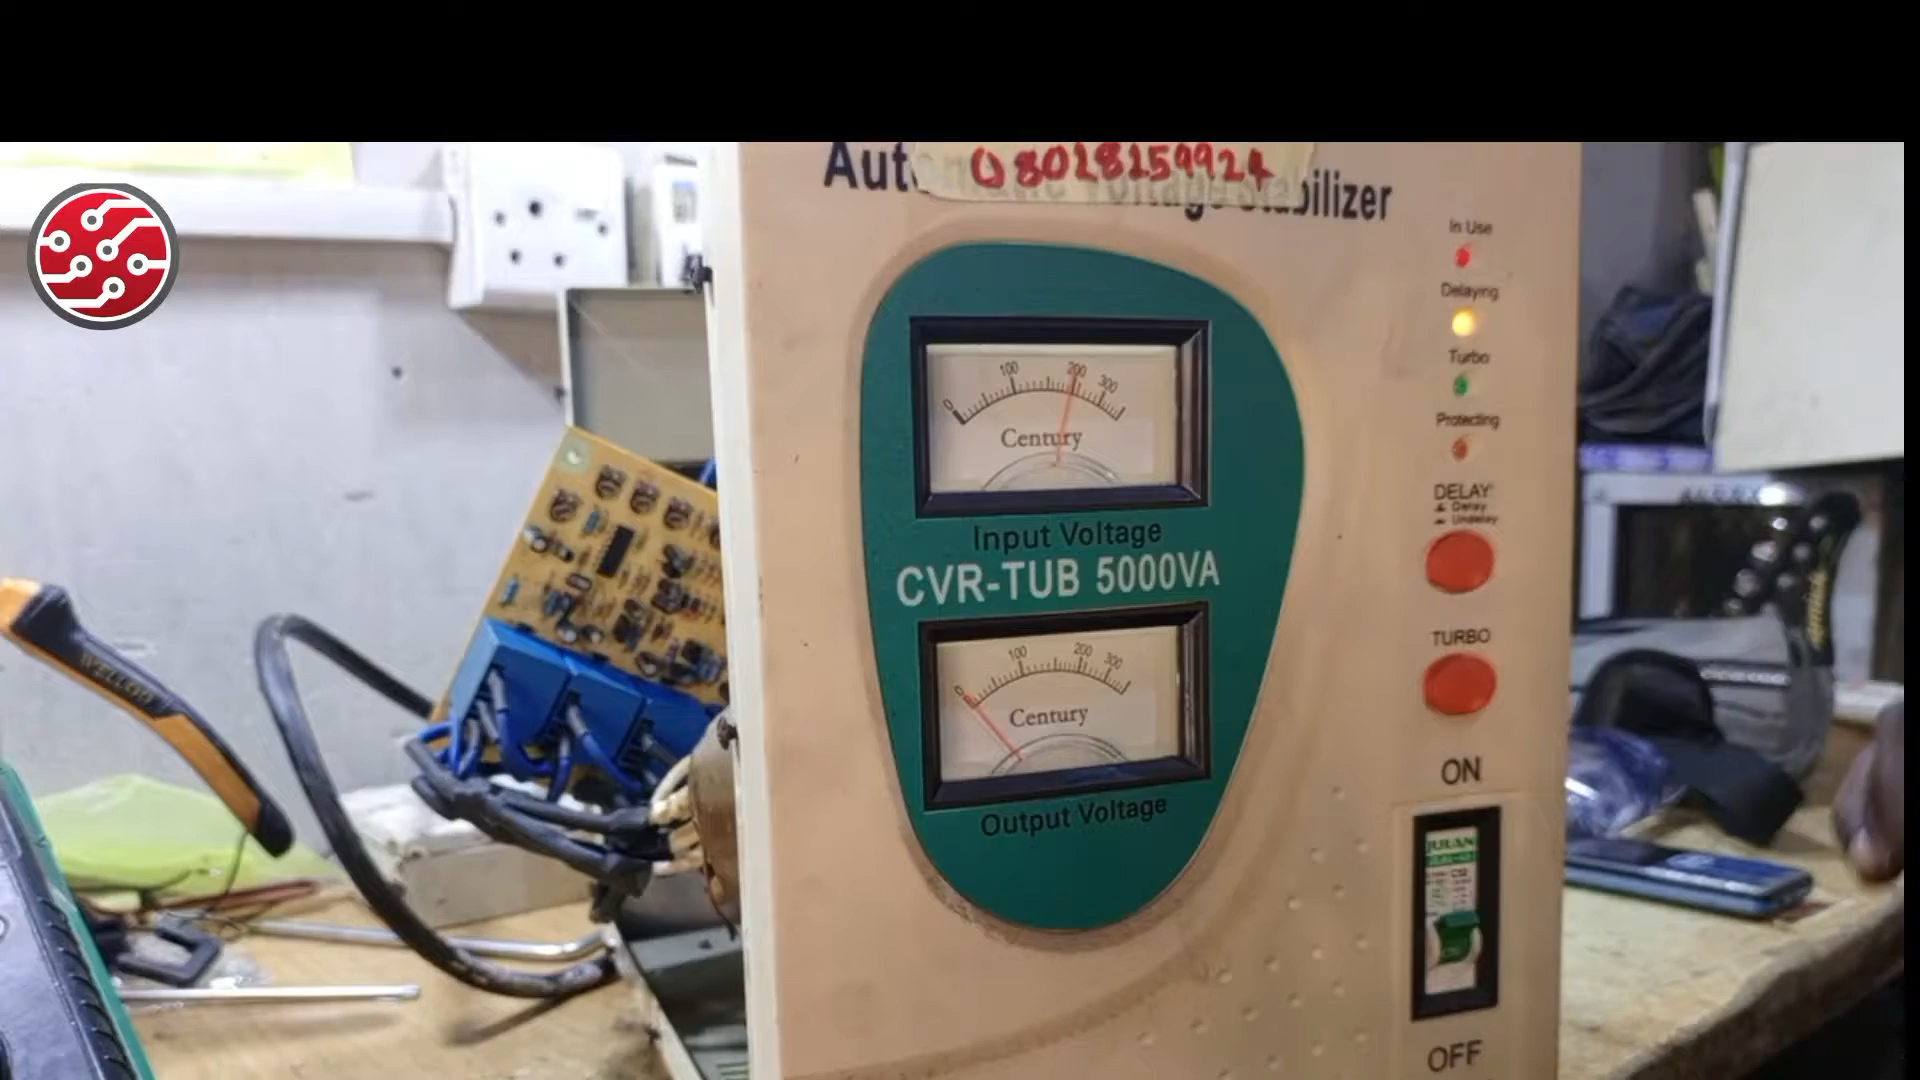 Automatic Voltage Stabilizer
08028159924
In Use
Delaying
Turbo
Protecting
0 100 200 300
Century
Input Voltage
CVR-TUB 5000VA
0 100 200 300
Century
Output Voltage
DELAY
Delay
Undelay
TURBO
ON
JULAN
OFF